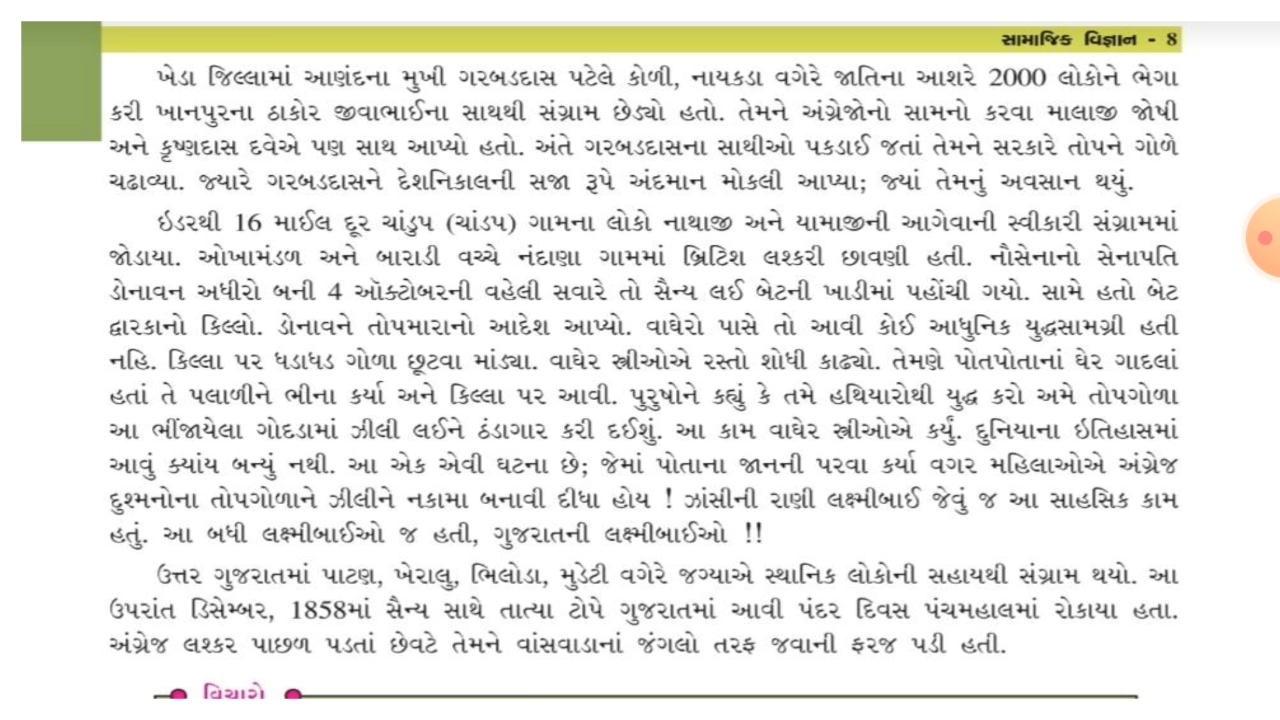 સામાજિક વિજ્ઞાન - 8
ખેડા જિલ્લામાં આણંદના મુખી ગરબડદાસ પટેલે કોળી, નાયકડા વગેરે જાતિના આશરે 2000 લોકોને ભેગા
કરી ખાનપુરના ઠાકોર જીવાભાઈના સાથથી સંગ્રામ છેડ્યો હતો. તેમને અંગ્રેજોનો સામનો કરવા માલાજી જોષી
અને કૃષ્ણદાસ દવેએ પણ સાથ આપ્યો હતો. અંતે ગરબડદાસના સાથીઓ પકડાઈ જતાં તેમને સરકારે તોપને ગોળે
ચઢાવ્યા. જ્યારે ગરબડદાસને દેશનિકાલની સજા રૂપે અંદમાન મોકલી આપ્યા; જ્યાં તેમનું અવસાન થયું.
ઇડરથી 16 માઈલ દૂર ચાંડુપ (ચાંડપ) ગામના લોકો નાથાજી અને યામાજીની આગેવાની સ્વીકારી સંગ્રામમાં
જોડાયા. ઓખામંડળ અને બારાડી વચ્ચે નંદાણા ગામમાં બ્રિટિશ લશ્કરી છાવણી હતી. નૌસેનાનો સેનાપતિ
ડોનાવન અધીરો બની 4 ઑક્ટોબરની વહેલી સવારે તો સૈન્ય લઈ બેટની ખાડીમાં પહોંચી ગયો. સામે હતો બેટ
દ્વારકાનો કિલ્લો. ડોનાવને તોપમારાનો આદેશ આપ્યો. વાઘેરો પાસે તો આવી કોઈ આધુનિક યુદ્ધસામગ્રી હતી
નહિ. કિલ્લા પર ધડાધડ ગોળા છૂટવા માંડ્યા. વાઘેર સ્ત્રીઓએ રસ્તો શોધી કાઢ્યો. તેમણે પોતપોતાનાં ઘેર ગાદલાં
હતાં તે પલાળીને ભીના કર્યા અને કિલ્લા પર આવી. પુરુષોને કહ્યું કે તમે હથિયારોથી યુદ્ધ કરો અમે તોપગોળા
આ ભીંજાયેલા ગોદડામાં ઝીલી લઈને ઠંડાગાર કરી દઈશું. આ કામ વાઘેર સ્ત્રીઓએ કર્યું. દુનિયાના ઇતિહાસમાં
આવું ક્યાંય બન્યું નથી. આ એક એવી ઘટના છે; જેમાં પોતાના જાનની પરવા કર્યા વગર મહિલાઓએ અંગ્રેજ
દુશ્મનોના તોપગોળાને ઝીલીને નકામા બનાવી દીધા હોય ! ઝાંસીની રાણી લક્ષ્મીબાઈ જેવું જ આ સાહસિક કામ
હતું. આ બધી લક્ષ્મીબાઈઓ જ હતી, ગુજરાતની લક્ષ્મીબાઈઓ !!
ઉત્તર ગુજરાતમાં પાટણ, ખેરાલુ, ભિલોડા, મુડેટી વગેરે જગ્યાએ સ્થાનિક લોકોની સહાયથી સંગ્રામ થયો. આ
ઉપરાંત ડિસેમ્બર, 1858માં સૈન્ય સાથે તાત્યા ટોપે ગુજરાતમાં આવી પંદર દિવસ પંચમહાલમાં રોકાયા હતા.
અંગ્રેજ લશ્કર પાછળ પડતાં છેવટે તેમને વાંસવાડાનાં જંગલો તરફ જવાની ફરજ પડી હતી.
વિચારો